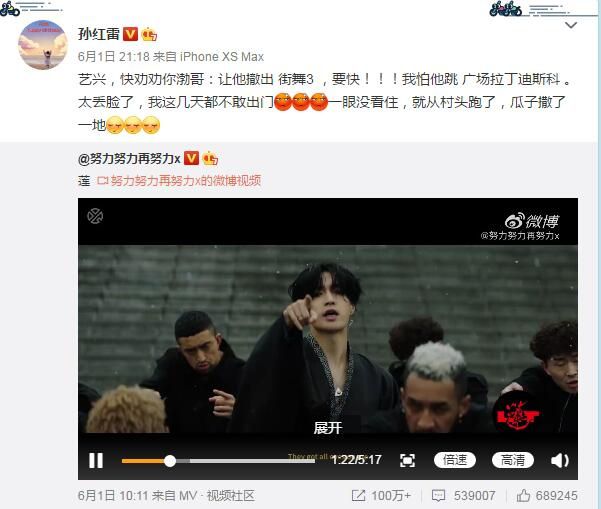 孙红雷
6月1日 21:18 来自 iPhone XS Max
艺兴，快劝劝你渤哥：让他撤出 街舞3 ，要快！！！我怕他跳 广场拉丁迪斯科 。
太丢脸了，我这几天都不敢出门一眼没看住，就从村头跑了，瓜子撒了
一地
@努力努力再努力x
莲 努力努力再努力x的微博视频
微博
@努力努力再努力x
展开
1:22/5:17
倍速
高清
6月1日 10:11 来自 MV · 视频社区
100万+
539007
689245